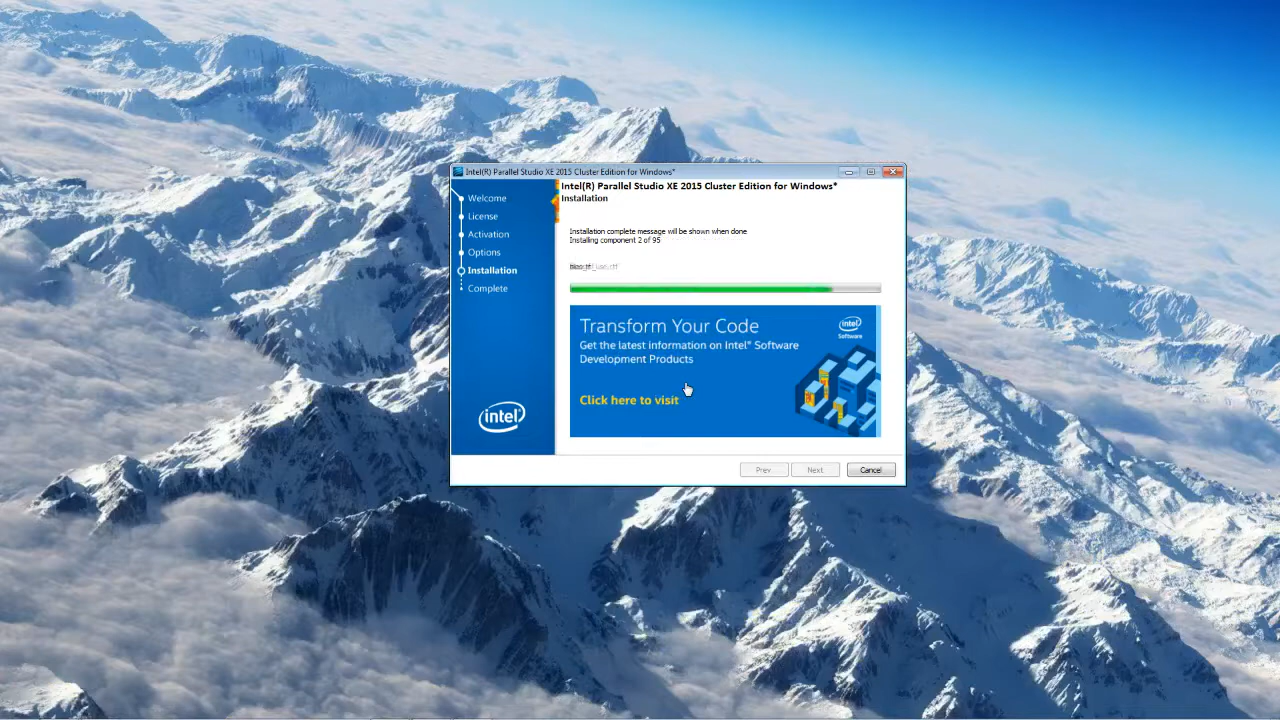 Intel(R) Parallel Studio XE 2015 Cluster Edition for Windows*
Welcome
License
Activation
Options
Installation
Complete
intel
Intel(R) Parallel Studio XE 2015 Cluster Edition for Windows*
Installation
Installation complete message will be shown when done
Installing component 2 of 95
Transform Your Code
Get the latest information on Intel® Software
Development Products
Click here to visit
intel
Software
Prev
Next
Cancel